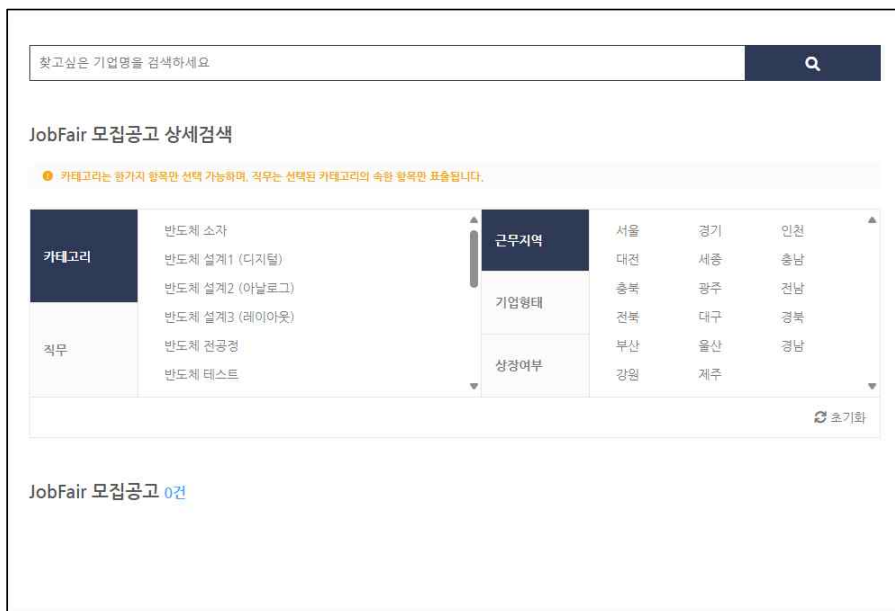 찾고싶은 기업명을 검색하세요
JobFair 모집공고 상세검색
카테고리는 한가지 항목만 선택 가능하며, 직무는 선택된 카테고리의 속한 항목만 표출됩니다.
카테고리
직무
반도체 소자
반도체 설계1 (디지털)
반도체 설계2 (아날로그)
반도체 설계3 (레이아웃)
반도체 전공정
반도체 테스트
근무지역
기업형태
상장여부
서울 경기 인천
대전 세종 충남
충북 광주 전남
전북 대구 경북
부산 울산 경남
강원 제주
초기화
JobFair 모집공고 0건